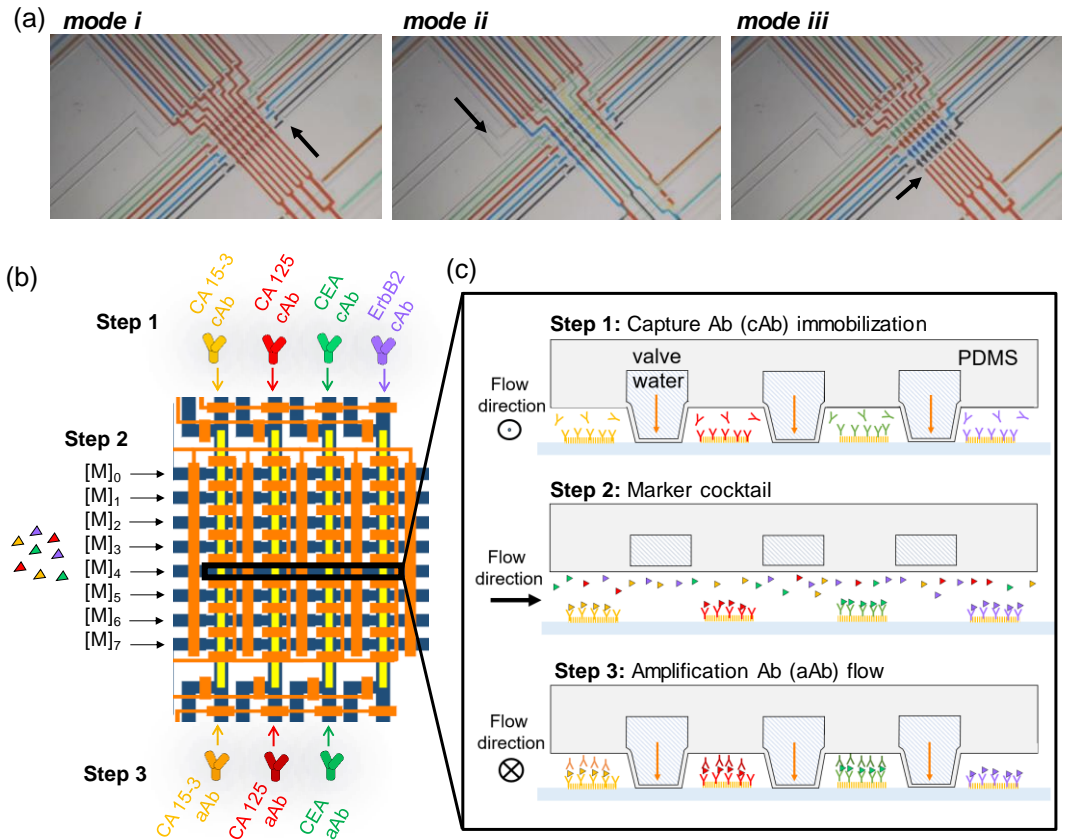 (a)
mode i
mode ii
mode iii
(b)
Step 1
CA 15-3
cAb
CA 125
cAb
CEA
cAb
ErbB2
cAb
Step 2
[M]0
[M]1
[M]2
[M]3
[M]4
[M]5
[M]6
[M]7
Step 3
CA 15-3
aAb
CA 125
aAb
CEA
aAb
(c)
Step 1: Capture Ab (cAb) immobilization
valve
water
PDMS
Flow
direction
Step 2: Marker cocktail
Flow
direction
Step 3: Amplification Ab (aAb) flow
Flow
direction